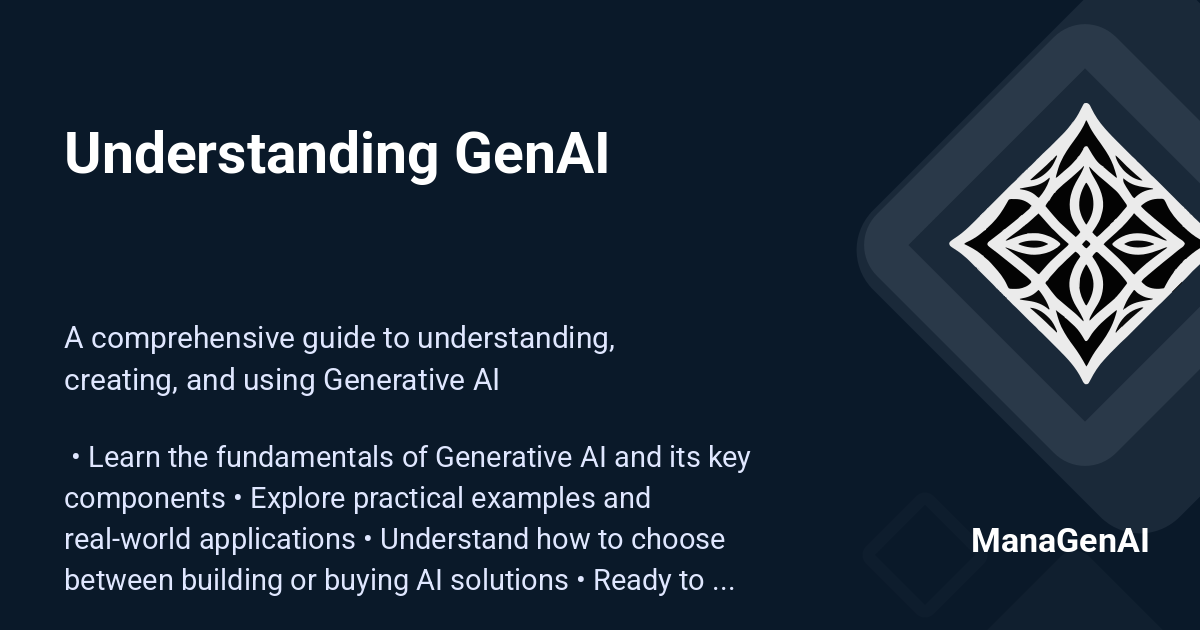 Understanding GenAI
A comprehensive guide to understanding,
creating, and using Generative AI
• Learn the fundamentals of Generative AI and its key
components • Explore practical examples and
real-world applications • Understand how to choose
between building or buying AI solutions • Ready to ...
ManaGenAI